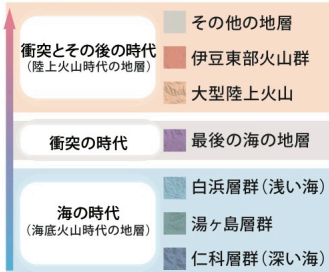 衝突とその後の時代
(陸上火山時代の地層)
その他の地層
伊豆東部火山群
大型陸上火山
衝突の時代
最後の海の地層
海の時代
(海底火山時代の地層)
白浜層群(浅い海)
湯ヶ島層群
仁科層群(深い海)